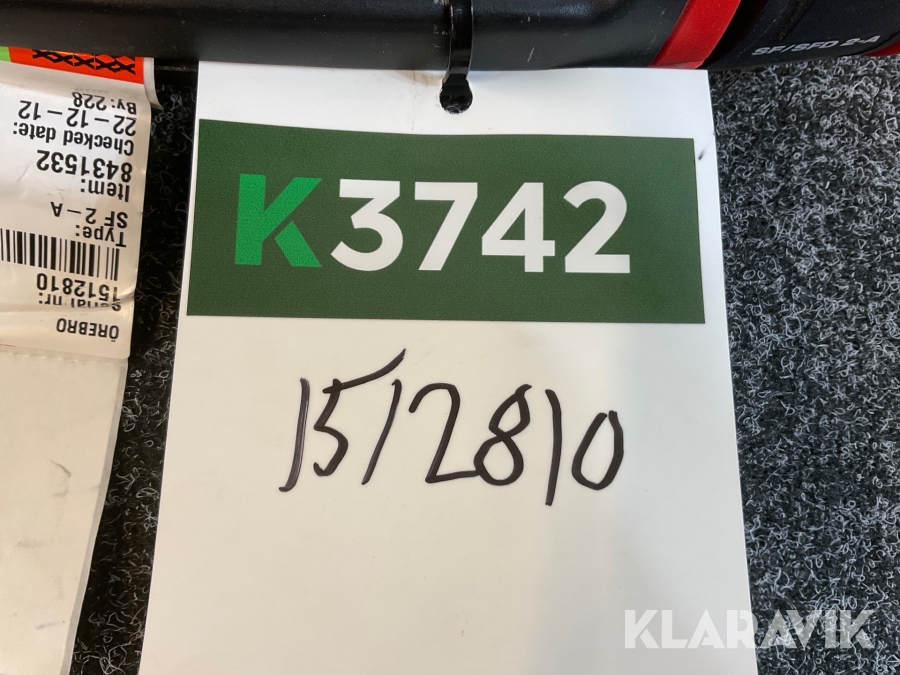 SF/SFD 2-A
K3742
1512810
ÖREBRO
Serial nr:
1512810
Type:
SF 2-A
Item:
8431532
Checked date:
22-12-12
By: 228
XXXXX
KLARAVIK